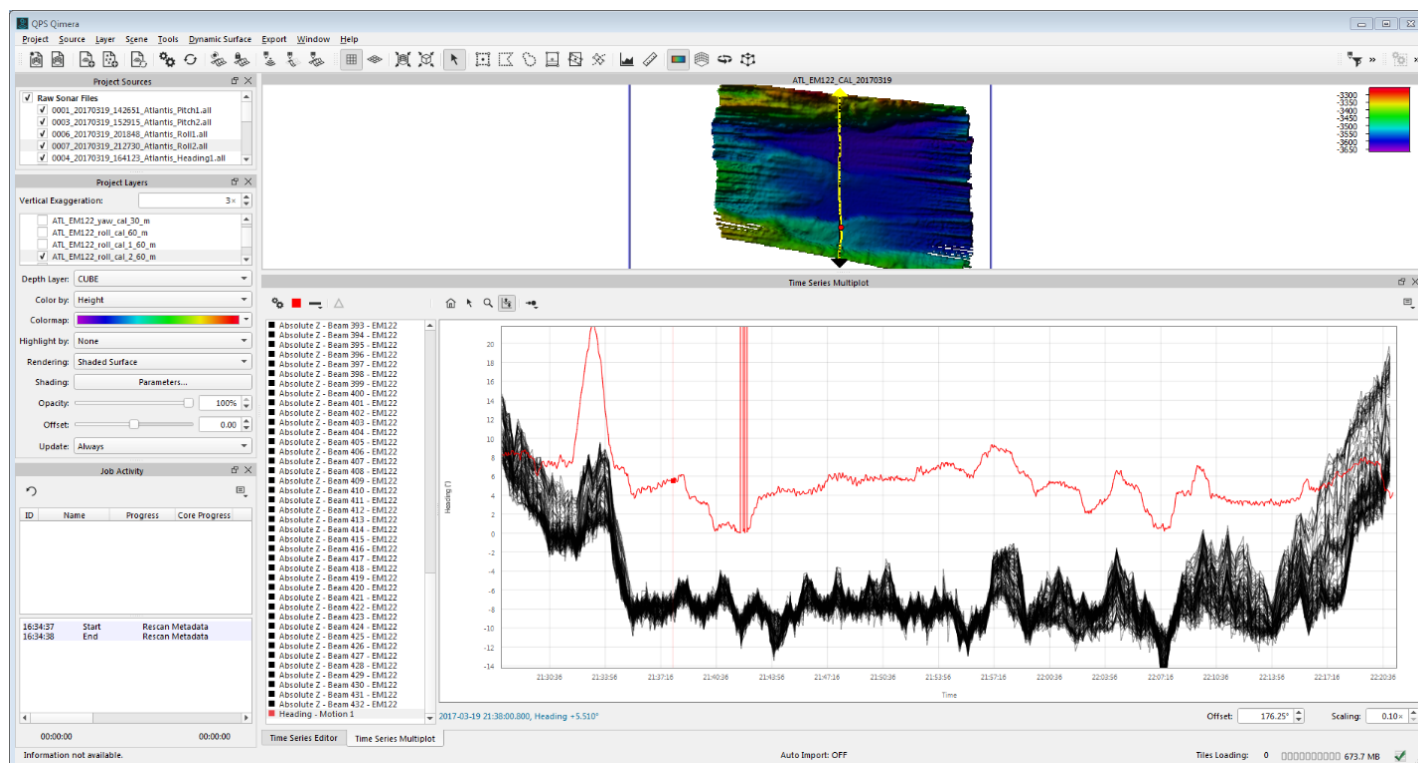 QPS Qimera
Project Source Layer Scene Tools Dynamic Surface Export Window Help
Project Sources
Raw Sonar Files
0001_20170319_142651_Atlantis_Pitch1.all
0003_20170319_152915_Atlantis_Pitch2.all
0006_20170319_201848_Atlantis_Roll1.all
0007_20170319_212730_Atlantis_Roll2.all
0004_20170319_164123_Atlantis_Heading1.all
Project Layers
Vertical Exaggeration: 3×
ATL_EM122_yaw_cal_30_m
ATL_EM122_roll_cal_60_m
ATL_EM122_roll_cal_1_60_m
ATL_EM122_roll_cal_2_60_m
Depth Layer: CUBE
Color by: Height
Colormap:
Highlight by: None
Rendering: Shaded Surface
Shading: Parameters...
Opacity: 100%
Offset: 0.00
Update: Always
Job Activity
ID Name Progress Core Progress
16:34:37 Start Rescan Metadata
16:34:38 End Rescan Metadata
00:00:00 00:00:00
Information not available.
ATL_EM122_CAL_20170319
-3300
-3350
-3400
-3450
-3500
-3550
-3600
-3650
Time Series Multiplot
Absolute Z - Beam 393 - EM122
Absolute Z - Beam 394 - EM122
Absolute Z - Beam 395 - EM122
Absolute Z - Beam 396 - EM122
Absolute Z - Beam 397 - EM122
Absolute Z - Beam 398 - EM122
Absolute Z - Beam 399 - EM122
Absolute Z - Beam 400 - EM122
Absolute Z - Beam 401 - EM122
Absolute Z - Beam 402 - EM122
Absolute Z - Beam 403 - EM122
Absolute Z - Beam 404 - EM122
Absolute Z - Beam 405 - EM122
Absolute Z - Beam 406 - EM122
Absolute Z - Beam 407 - EM122
Absolute Z - Beam 408 - EM122
Absolute Z - Beam 409 - EM122
Absolute Z - Beam 410 - EM122
Absolute Z - Beam 411 - EM122
Absolute Z - Beam 412 - EM122
Absolute Z - Beam 413 - EM122
Absolute Z - Beam 414 - EM122
Absolute Z - Beam 415 - EM122
Absolute Z - Beam 416 - EM122
Absolute Z - Beam 417 - EM122
Absolute Z - Beam 418 - EM122
Absolute Z - Beam 419 - EM122
Absolute Z - Beam 420 - EM122
Absolute Z - Beam 421 - EM122
Absolute Z - Beam 422 - EM122
Absolute Z - Beam 423 - EM122
Absolute Z - Beam 424 - EM122
Absolute Z - Beam 425 - EM122
Absolute Z - Beam 426 - EM122
Absolute Z - Beam 427 - EM122
Absolute Z - Beam 428 - EM122
Absolute Z - Beam 429 - EM122
Absolute Z - Beam 430 - EM122
Absolute Z - Beam 431 - EM122
Absolute Z - Beam 432 - EM122
Heading - Motion 1
Heading (°)
20
18
16
14
12
10
8
6
4
2
0
-2
-4
-6
-8
-10
-12
-14
21:30:36 21:33:56 21:37:16 21:40:36 21:43:56 21:47:16 21:50:36 21:53:56 21:57:16 22:00:36 22:03:56 22:07:16 22:10:36 22:13:56 22:17:16 22:20:36
Time
2017-03-19 21:38:00.800, Heading +5.510°
Offset: 176.25° Scaling: 0.10×
Time Series Editor Time Series Multiplot
Auto Import: OFF
Tiles Loading: 0 673.7 MB